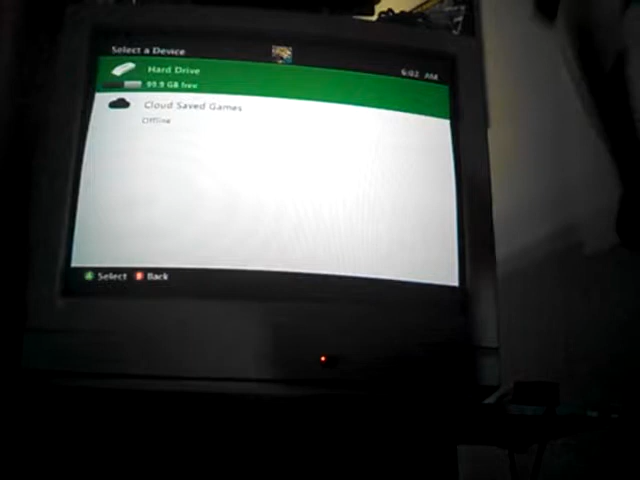 Select a Device
Hard Drive
6:02 AM
99.9 GB free
Cloud Saved Games
Offline
A Select B Back